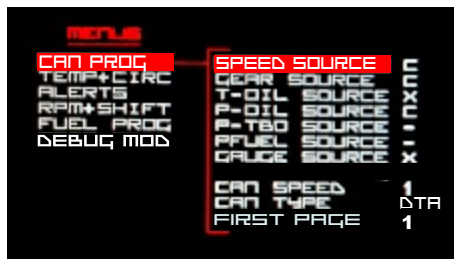 MENUS
CAN PROG
TEMP+CIRC
ALERTS
RPM+SHIFT
FUEL PROG
DEBUG MOD
SPEED SOURCE C
GEAR SOURCE C
T-OIL SOURCE X
P-OIL SOURCE C
P-TBO SOURCE -
PFUEL SOURCE -
GAUGE SOURCE X
CAN SPEED 1
CAN TYPE DTA
FIRST PAGE 1